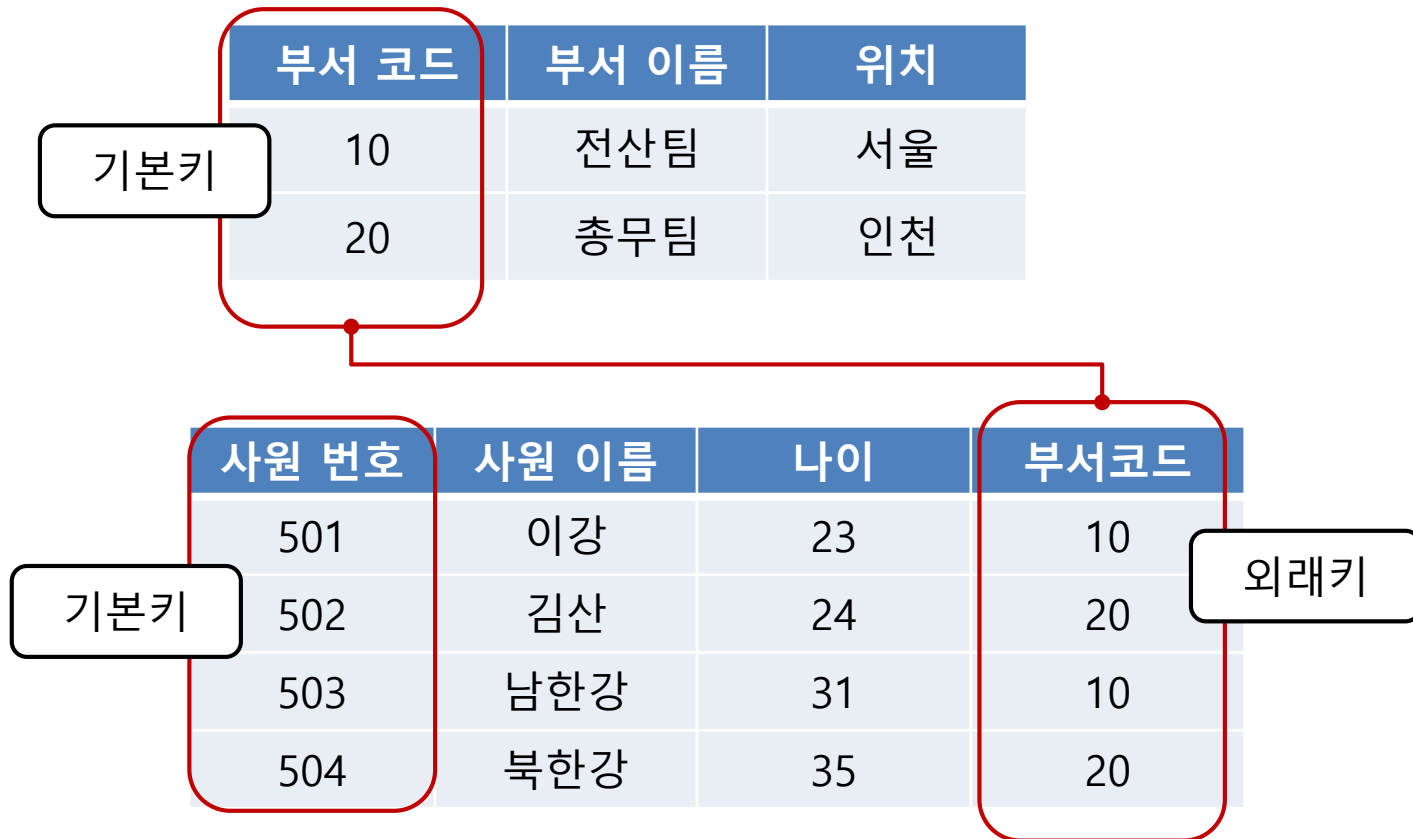 부서 코드 부서 이름 위치
기본키
10 전산팀 서울
20 총무팀 인천
사원 번호 사원 이름 나이 부서코드
501 이강 23 10
외래키
기본키
502 김산 24 20
503 남한강 31 10
504 북한강 35 20